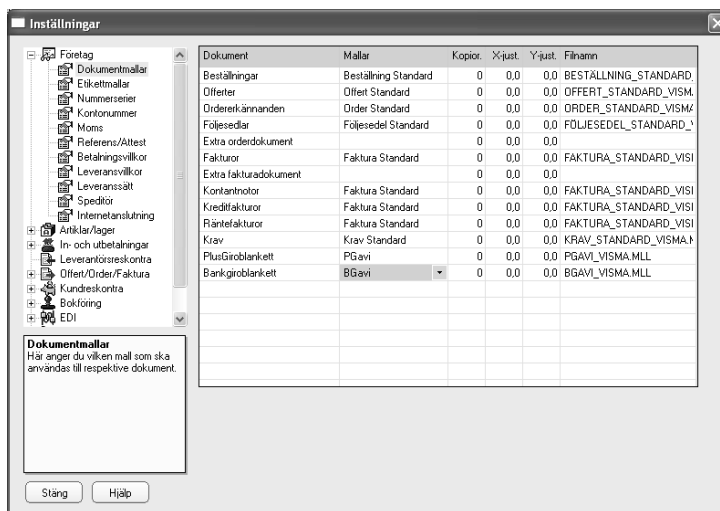 Inställningar
Företag
Dokumentmallar
Etikettmallar
Nummerserier
Kontonummer
Moms
Referens/Attest
Betalningsvillkor
Leveransvillkor
Leveranssätt
Speditör
Internetanslutning
Artiklar/lager
In- och utbetalningar
Leverantörsreskontra
Offert/Order/Faktura
Kundreskontra
Bokföring
EDI
Dokumentmallar
Här anger du vilken mall som ska
användas till respektive dokument.
Stäng Hjälp
Dokument Mallar Kopior. X-just. Y-just. Filnamn
Beställningar Beställning Standard 0 0,0 0,0 BESTÄLLNING_STANDARD_
Offerter Offert Standard 0 0,0 0,0 OFFERT_STANDARD_VISM.
Ordererkännanden Order Standard 0 0,0 0,0 ORDER_STANDARD_VISMA
Följesedlar Följesedel Standard 0 0,0 0,0 FÖLJESEDEL_STANDARD_
Extra orderdokument 0 0,0 0,0
Fakturor Faktura Standard 0 0,0 0,0 FAKTURA_STANDARD_VISI
Extra fakturadokument 0 0,0 0,0
Kontantnotor Faktura Standard 0 0,0 0,0 FAKTURA_STANDARD_VISI
Kreditfakturor Faktura Standard 0 0,0 0,0 FAKTURA_STANDARD_VISI
Räntefakturor Faktura Standard 0 0,0 0,0 FAKTURA_STANDARD_VISI
Krav Krav Standard 0 0,0 0,0 KRAV_STANDARD_VISMA.M
PlusGiroblankett PGavi 0 0,0 0,0 PGAVI_VISMA.MLL
Bankgiroblankett BGavi 0 0,0 0,0 BGAVI_VISMA.MLL